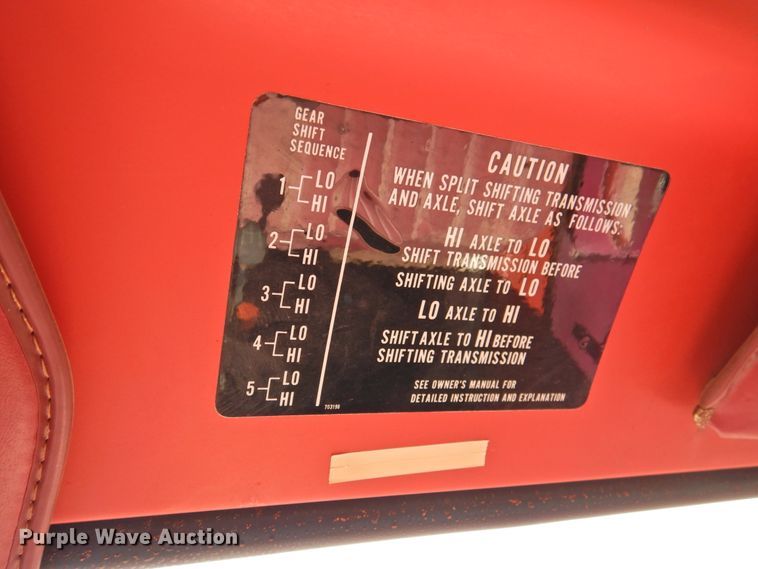 GEAR
SHIFT
SEQUENCE
1 LO
HI
2 LO
HI
3 LO
HI
4 LO
HI
5 LO
HI
CAUTION
WHEN SPLIT SHIFTING TRANSMISSION
AND AXLE, SHIFT AXLE AS FOLLOWS:
HI AXLE TO LO
SHIFT TRANSMISSION BEFORE
SHIFTING AXLE TO LO
LO AXLE TO HI
SHIFT AXLE TO HI BEFORE
SHIFTING TRANSMISSION
SEE OWNER'S MANUAL FOR
DETAILED INSTRUCTION AND EXPLANATION
Purple Wave Auction